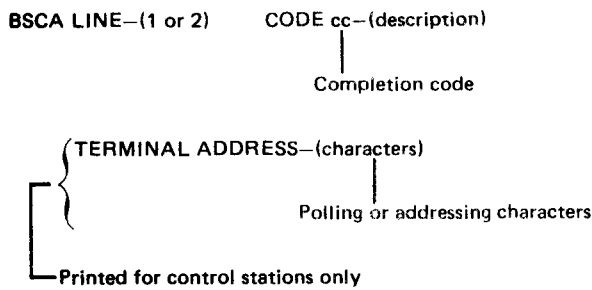 BSCA LINE—(1 or 2) CODE cc—(description)
Completion code
TERMINAL ADDRESS—(characters)
Polling or addressing characters
Printed for control stations only